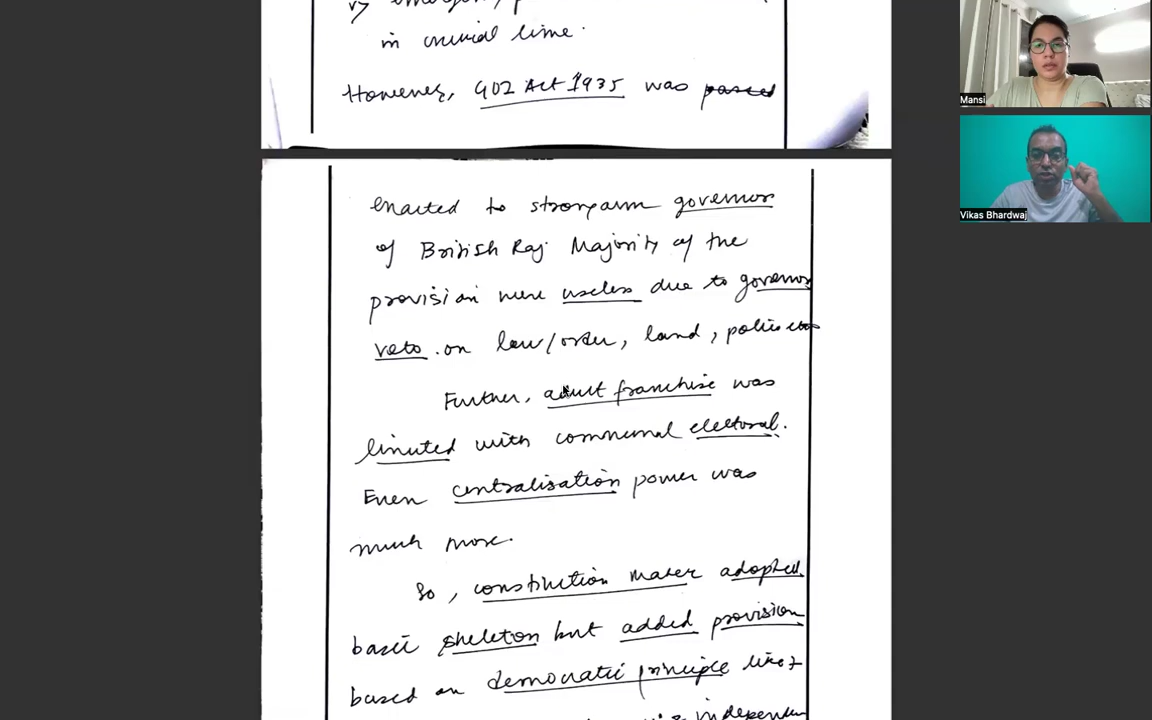 in crucial time.
However, GOI Act 1935 was passed
enacted to strongarm governor
of British Raj. Majority of the
provision were useless due to governor
veto on law/order, land, police
Further, adult franchise was
limited with communal electoral.
Even centralisation power was
much more.
So, constitution maker adopted
basic skeleton but added provision
based on democratic principle like
independen
Mansi
Vikas Bhardwaj